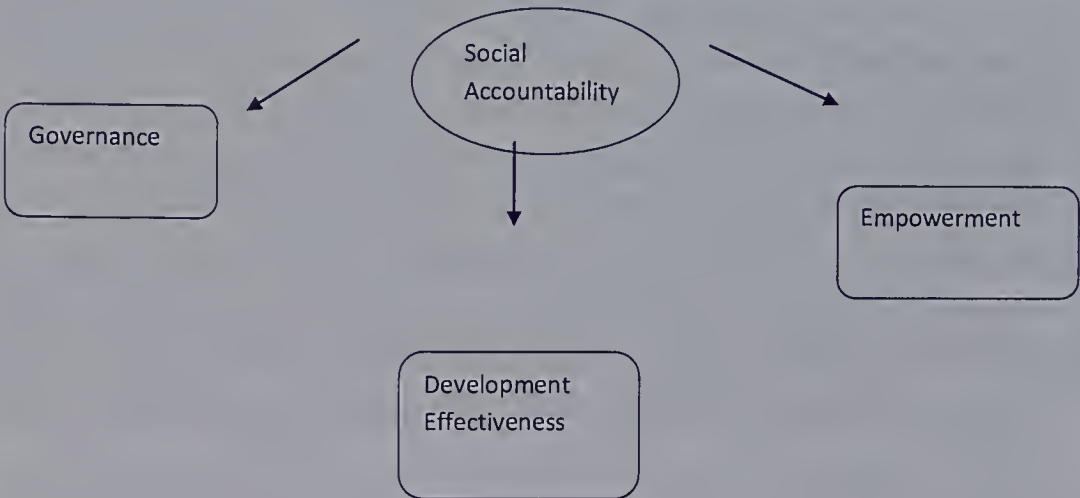 Social
Accountability
Governance
Empowerment
Development
Effectiveness